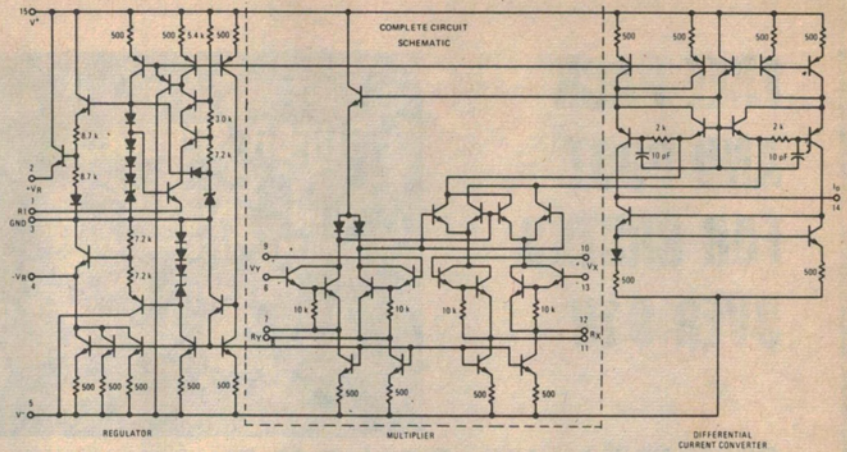 COMPLETE CIRCUIT
SCHEMATIC
15
V+
500
500
5.4 k
500
500
500
500
500
8.7 k
3.0 k
2 k
2 k
10 pF
10 pF
7.2 k
2
+VR
8.7 k
1
R1
GND
3
IO
14
7.2 k
9
10
VY
VX
-VR
4
7.2 k
6
13
500
500
10 k
10 k
10 k
10 k
7
12
RY
RX
8
11
500
500
500
500
500
500
500
500
500
5
V-
REGULATOR
MULTIPLIER
DIFFERENTIAL
CURRENT CONVERTER